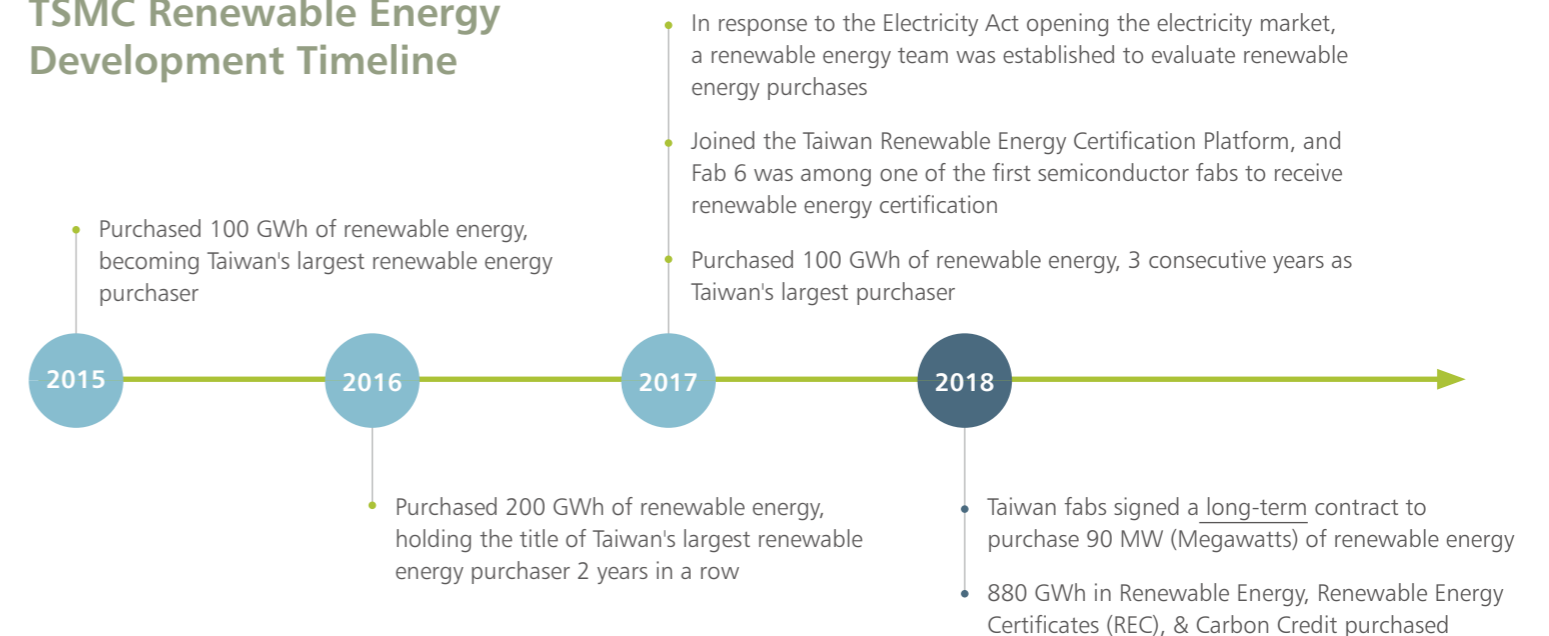 TSMC Renewable Energy
Development Timeline
In response to the Electricity Act opening the electricity market,
a renewable energy team was established to evaluate renewable
energy purchases
Joined the Taiwan Renewable Energy Certification Platform, and
Fab 6 was among one of the first semiconductor fabs to receive
renewable energy certification
Purchased 100 GWh of renewable energy,
becoming Taiwan's largest renewable energy
purchaser
Purchased 100 GWh of renewable energy, 3 consecutive years as
Taiwan's largest purchaser
2015
2016
2017
2018
Purchased 200 GWh of renewable energy,
holding the title of Taiwan's largest renewable
energy purchaser 2 years in a row
Taiwan fabs signed a long-term contract to
purchase 90 MW (Megawatts) of renewable energy
880 GWh in Renewable Energy, Renewable Energy
Certificates (REC), & Carbon Credit purchased